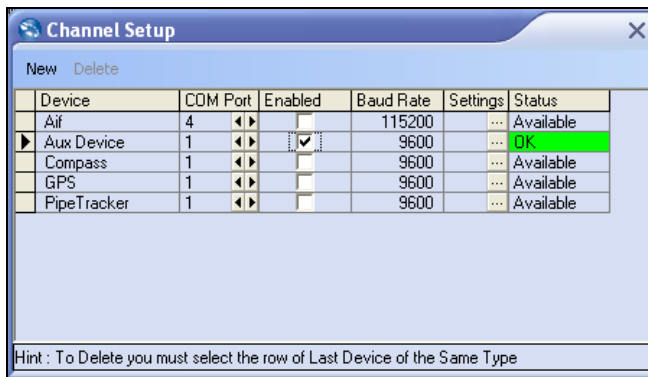 Channel Setup
New Delete
Device COM Port Enabled Baud Rate Settings Status
Aif 4 115200 ... Available
Aux Device 1 9600 ... OK
Compass 1 9600 ... Available
GPS 1 9600 ... Available
PipeTracker 1 9600 ... Available
Hint : To Delete you must select the row of Last Device of the Same Type